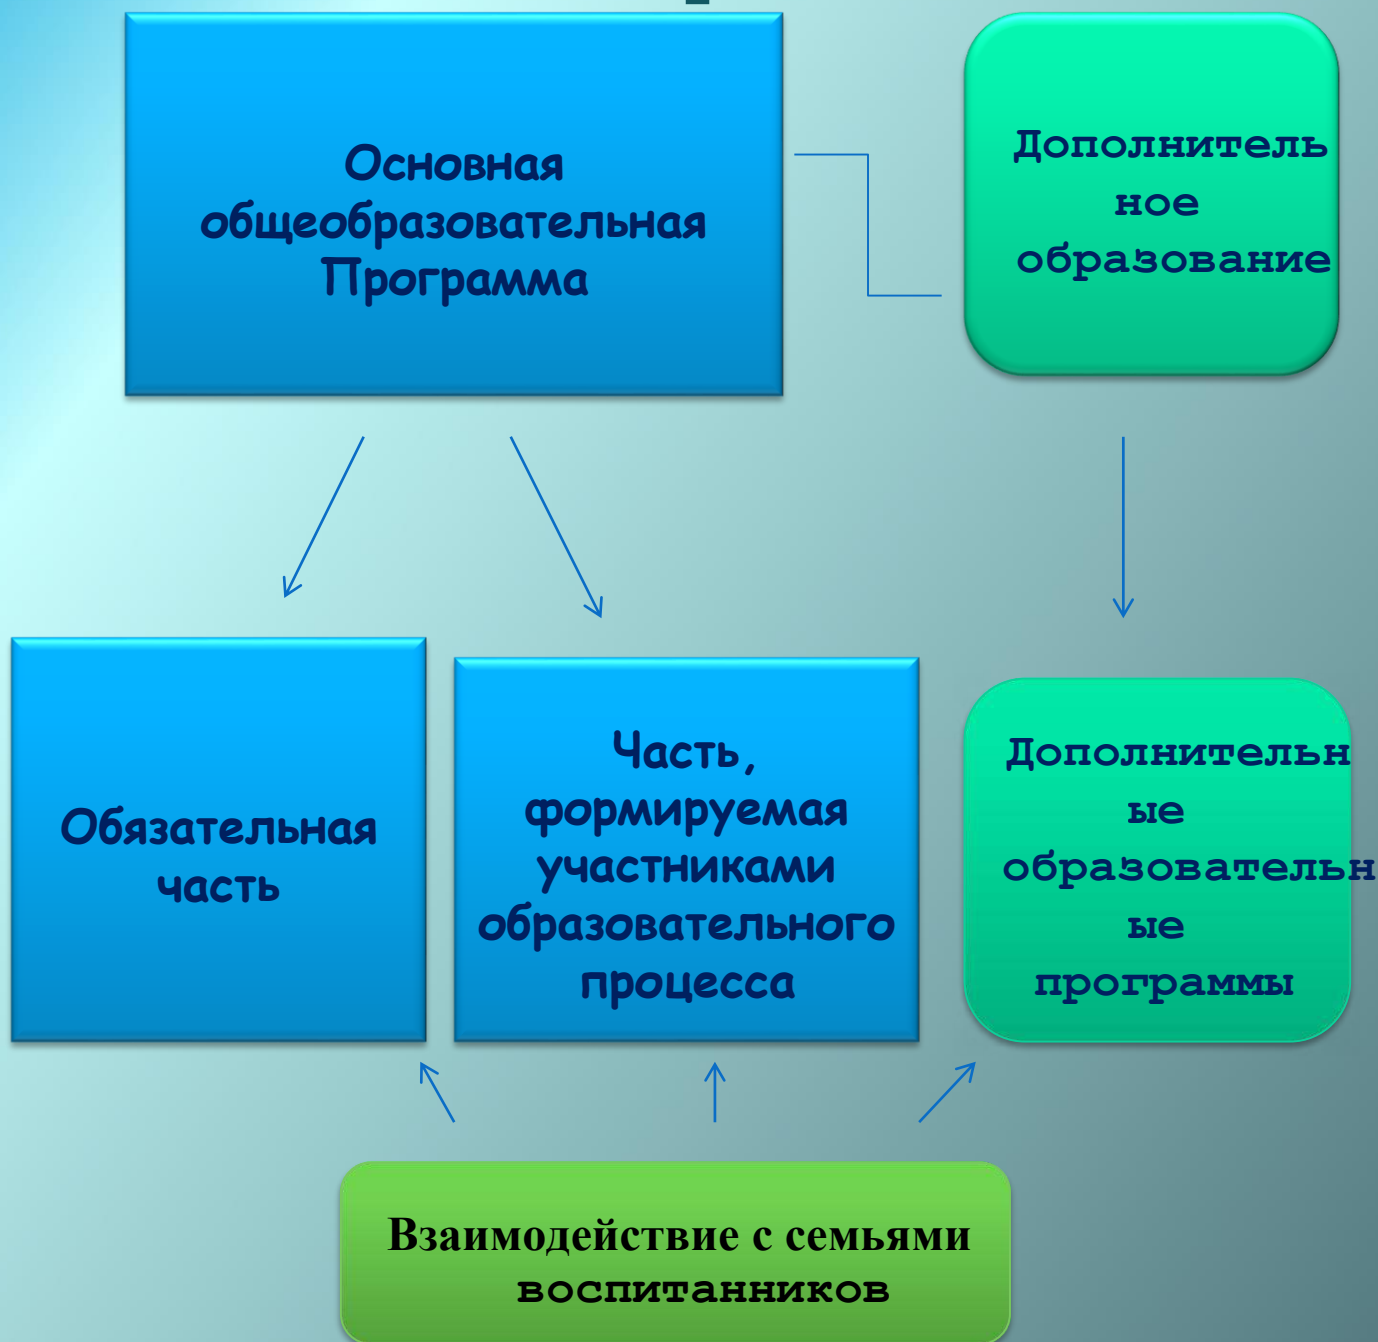 Основная
общеобразовательная
Программа
Дополнитель
ное
образование
Обязательная
часть
Часть,
формируемая
участниками
образовательного
процесса
Дополнительн
ые
образовательн
ые
программы
Взаимодействие с семьями
воспитанников